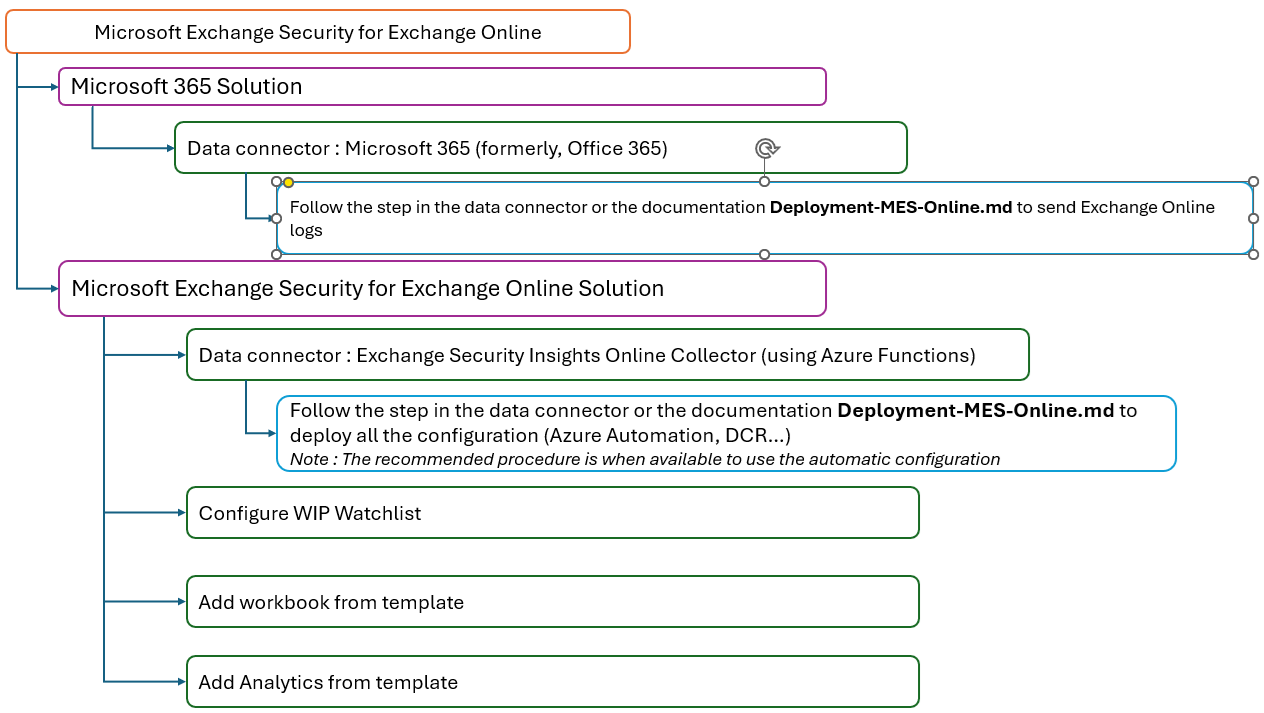 Microsoft Exchange Security for Exchange Online
Microsoft 365 Solution
Data connector : Microsoft 365 (formerly, Office 365)
Follow the step in the data connector or the documentation Deployment-MES-Online.md to send Exchange Online
logs
Microsoft Exchange Security for Exchange Online Solution
Data connector : Exchange Security Insights Online Collector (using Azure Functions)
Follow the step in the data connector or the documentation Deployment-MES-Online.md to
deploy all the configuration (Azure Automation, DCR...)
Note : The recommended procedure is when available to use the automatic configuration
Configure WIP Watchlist
Add workbook from template
Add Analytics from template